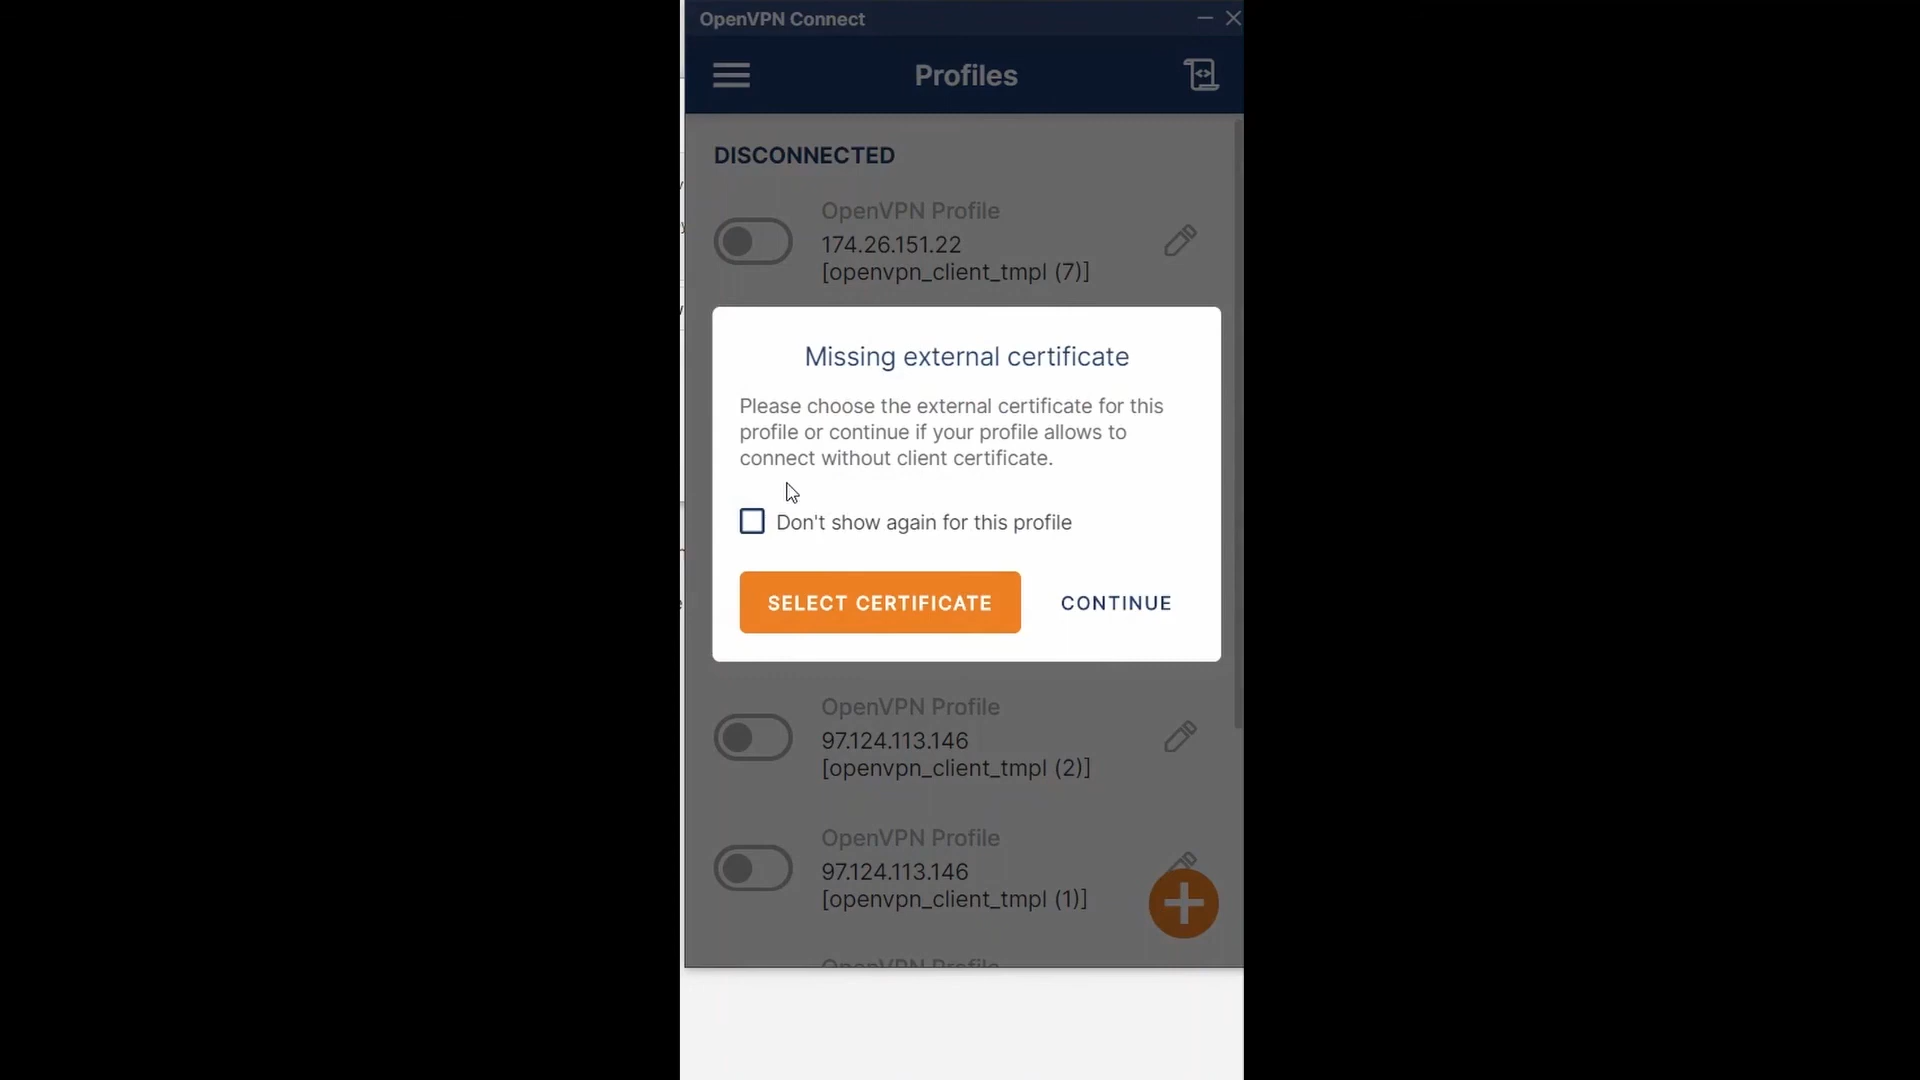 OpenVPN Connect
Profiles
DISCONNECTED
OpenVPN Profile
174.26.151.22
[openvpn_client_tmpl (7)]
Missing external certificate
Please choose the external certificate for this
profile or continue if your profile allows to
connect without client certificate.
Don't show again for this profile
SELECT CERTIFICATE
CONTINUE
OpenVPN Profile
97.124.113.146
[openvpn_client_tmpl (2)]
OpenVPN Profile
97.124.113.146
[openvpn_client_tmpl (1)]
OpenVPN Profile